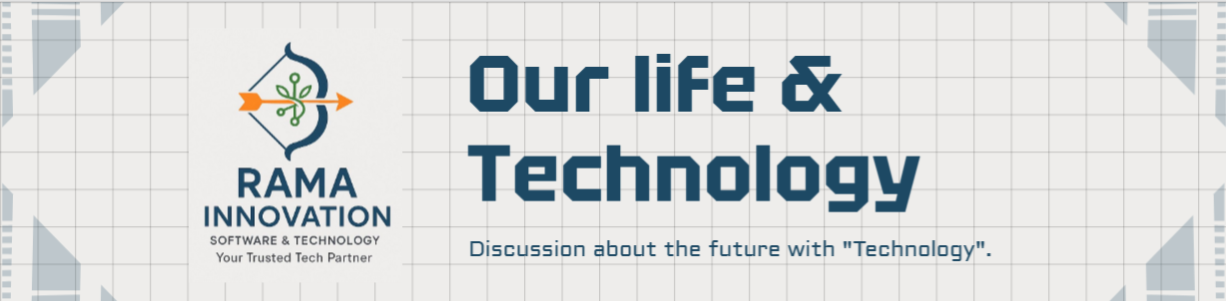 RAMA
INNOVATION
SOFTWARE & TECHNOLOGY
Your Trusted Tech Partner
Our life &
Technology
Discussion about the future with "Technology".